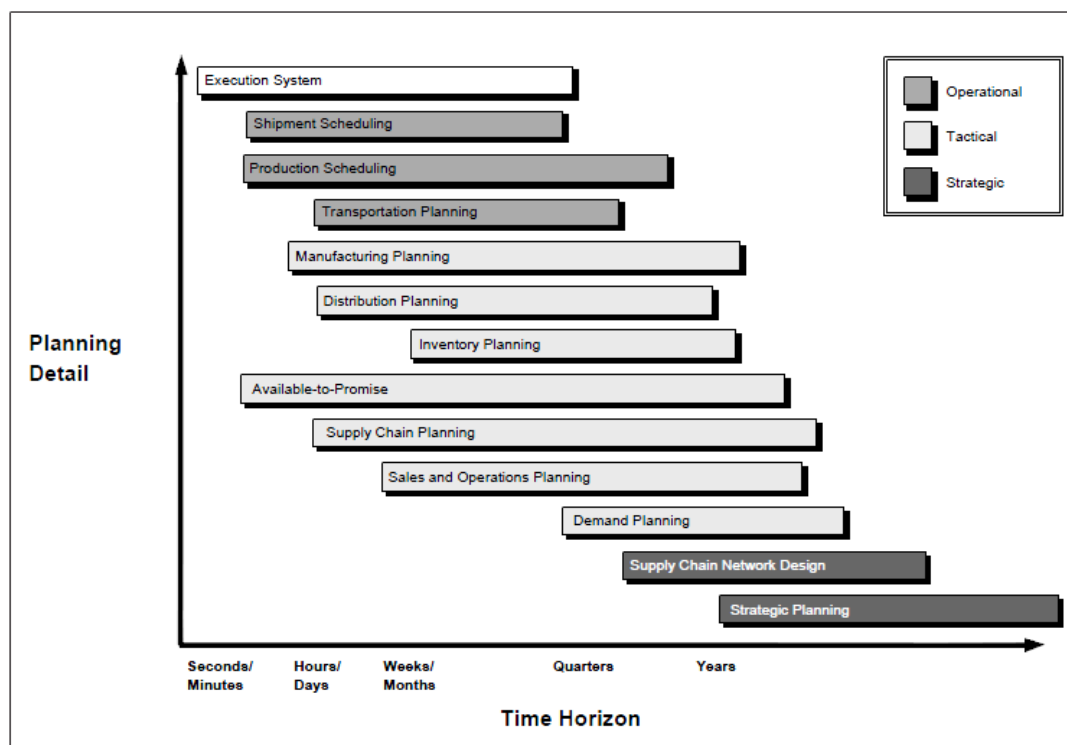 Execution System
Shipment Scheduling
Production Scheduling
Transportation Planning
Manufacturing Planning
Distribution Planning
Inventory Planning
Available-to-Promise
Supply Chain Planning
Sales and Operations Planning
Demand Planning
Supply Chain Network Design
Strategic Planning
Operational
Tactical
Strategic
Planning
Detail
Seconds/
Minutes
Hours/
Days
Weeks/
Months
Quarters
Years
Time Horizon